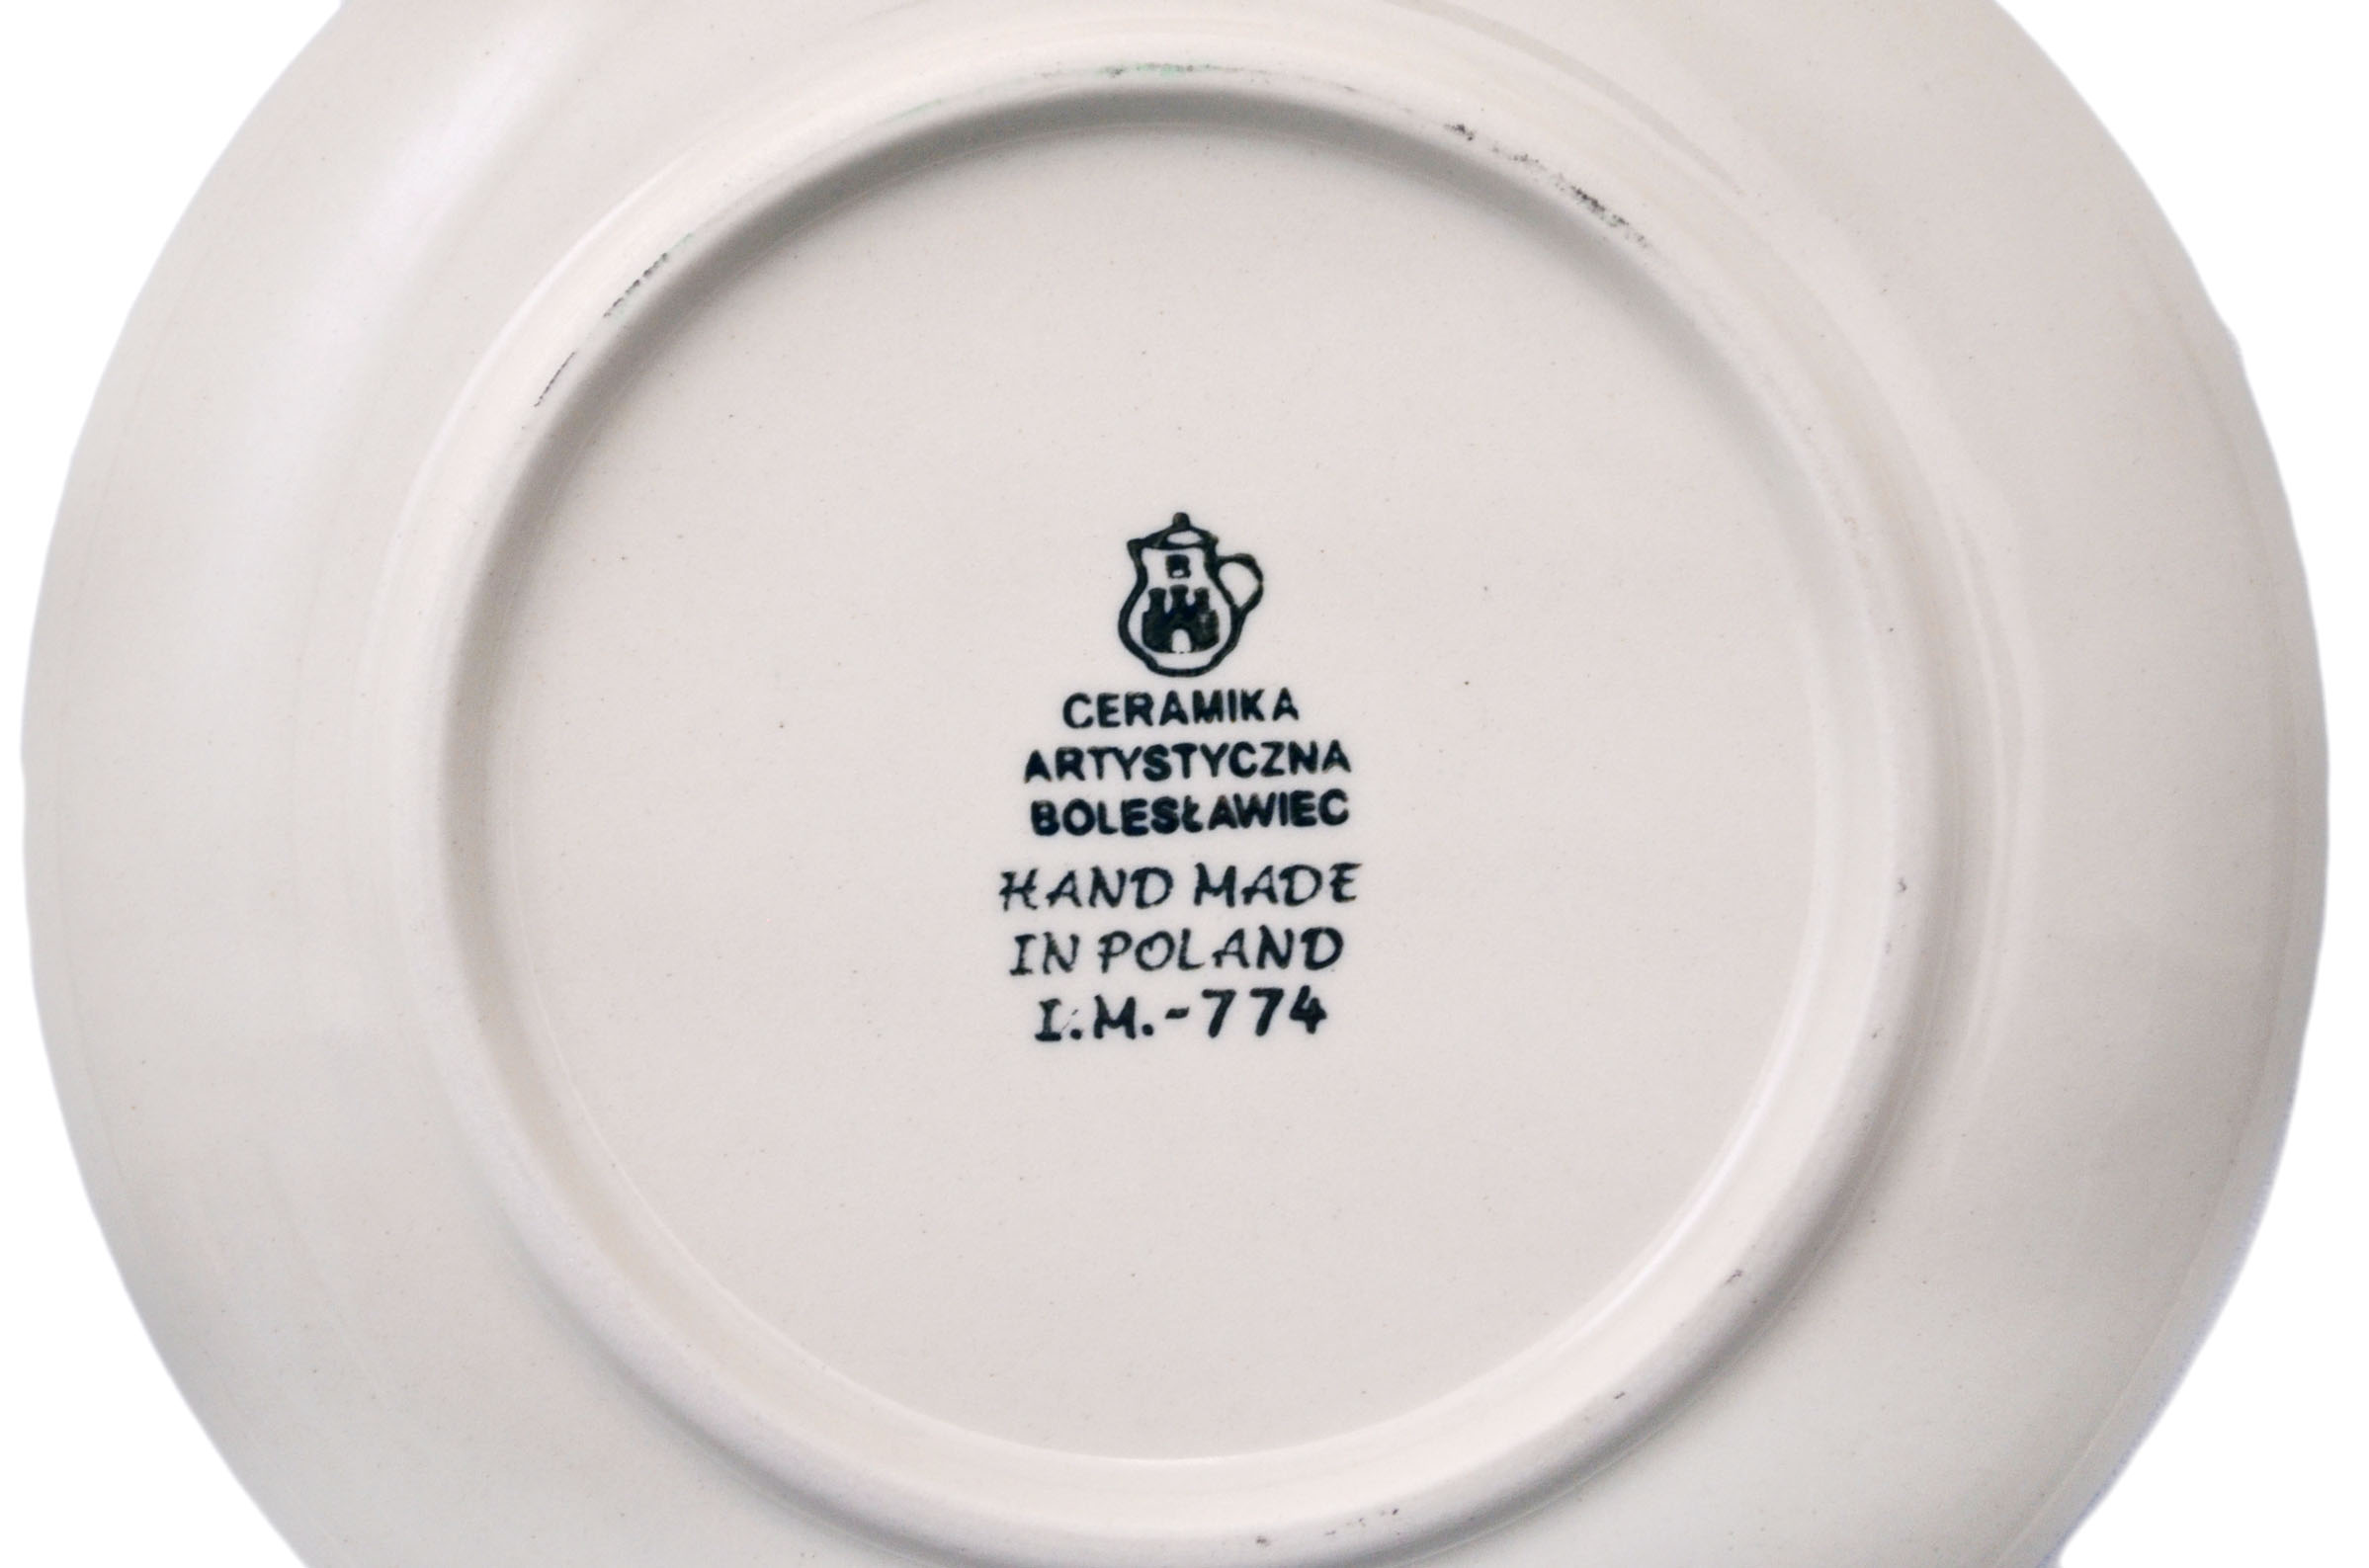 B
CERAMIKA
ARTYSTYCZNA
BOLESŁAWIEC
HAND MADE
IN POLAND
I.M.-774